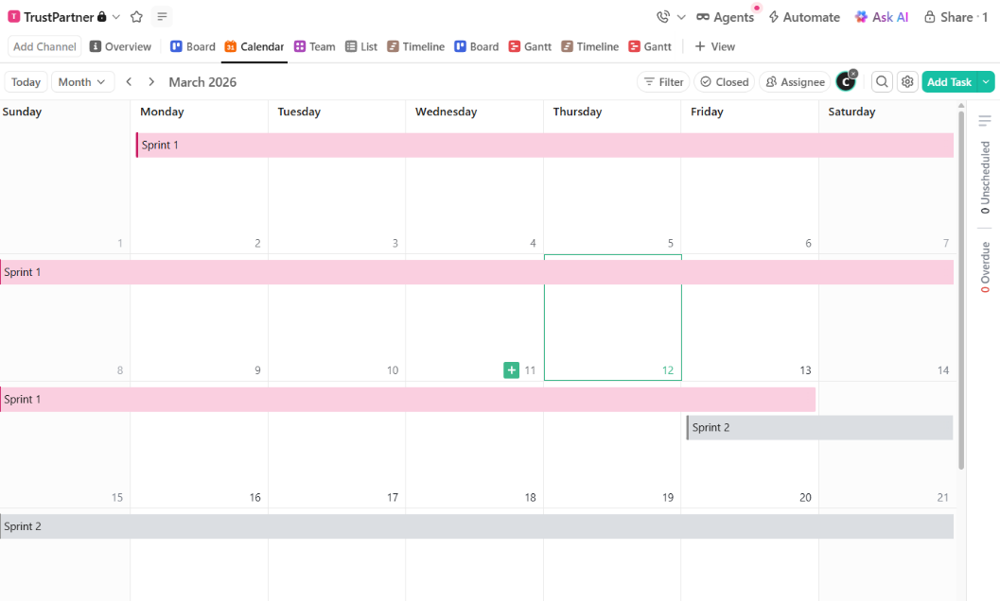 TrustPartner
Agents Automate Ask AI Share 1
Add Channel Overview Board Calendar Team List Timeline Board Gantt Timeline Gantt + View
Today Month March 2026 Filter Closed Assignee C Add Task
Sunday Monday Tuesday Wednesday Thursday Friday Saturday
Sprint 1
1 2 3 4 5 6 7
Sprint 1
8 9 10 + 11 12 13 14
Sprint 1
Sprint 2
15 16 17 18 19 20 21
Sprint 2
0 Unscheduled
0 Overdue